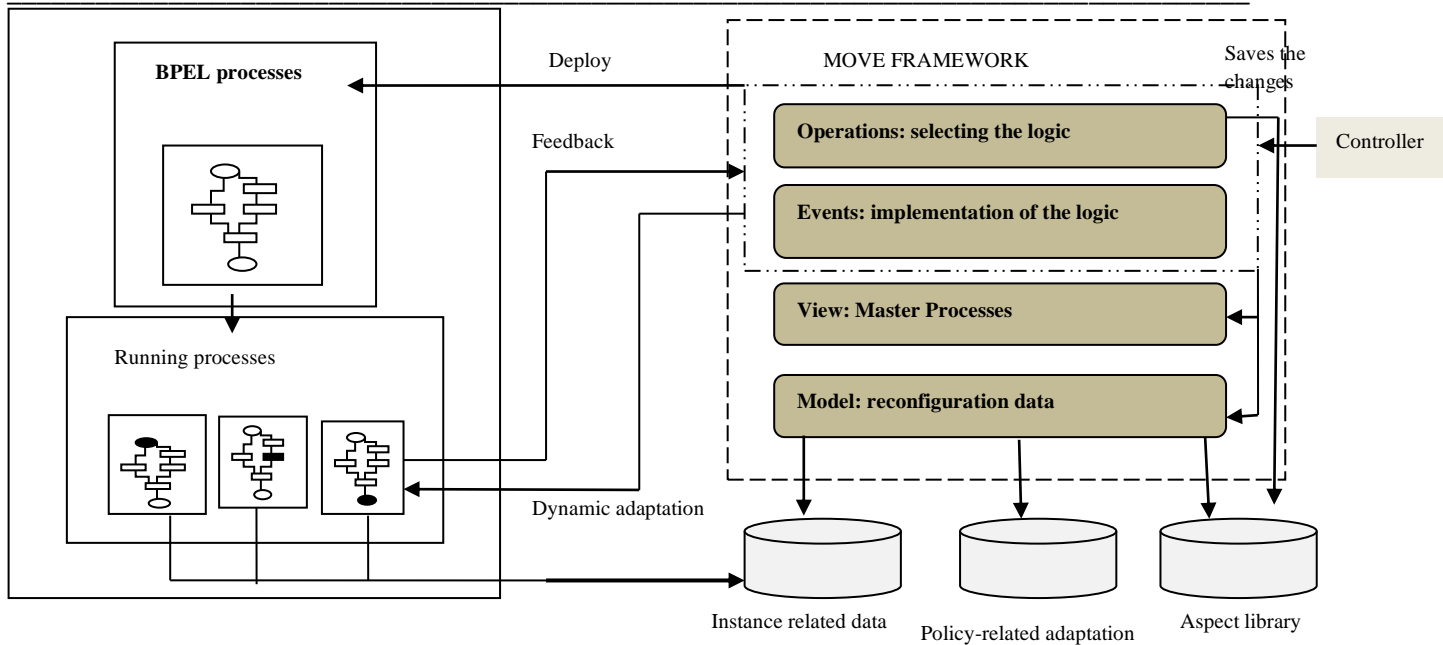 Deploy
MOVE FRAMEWORK
Saves the
changes
BPEL processes
Operations: selecting the logic
Controller
Feedback
Events: implementation of the logic
View: Master Processes
Running processes
Model: reconfiguration data
Dynamic adaptation
Instance related data
Policy-related adaptation
Aspect library